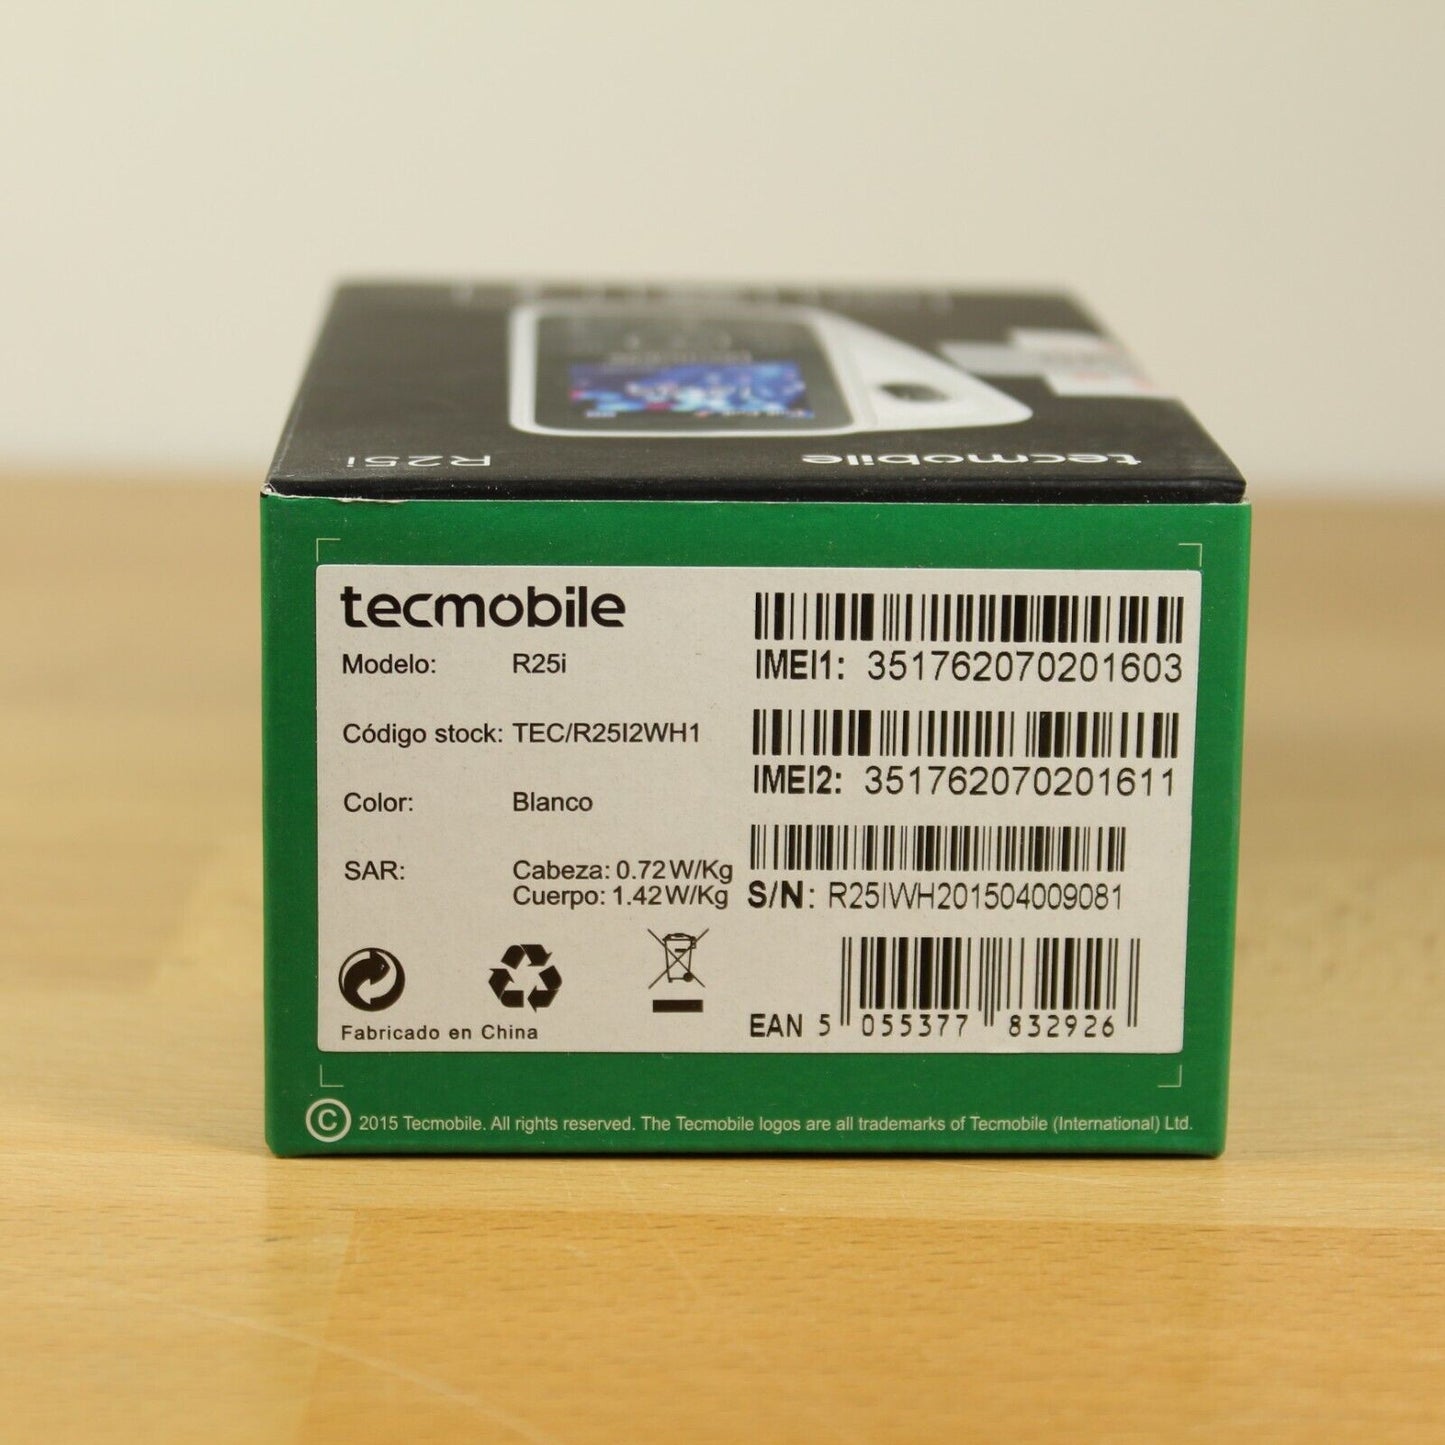 R25i
tecmobile
tecmobile
Modelo: R25i
Código stock: TEC/R25I2WH1
Color: Blanco
SAR: Cabeza: 0.72 W/Kg
Cuerpo: 1.42 W/Kg
Fabricado en China
IMEI1: 351762070201603
IMEI2: 351762070201611
S/N: R25IWH201504009081
EAN 5 055377 832926
© 2015 Tecmobile. All rights reserved. The Tecmobile logos are all trademarks of Tecmobile (International) Ltd.